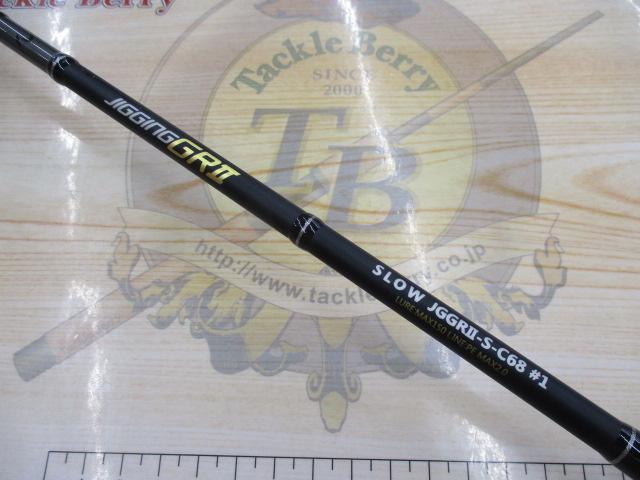 Tackle Berry
Tackle Berry
SINCE
2000
TB
http://www.tackleberry.co.jp
JIGGING GRII
SLOW JGGRII-S-C68 #1
LURE MAX150 LINE PE MAX2.0